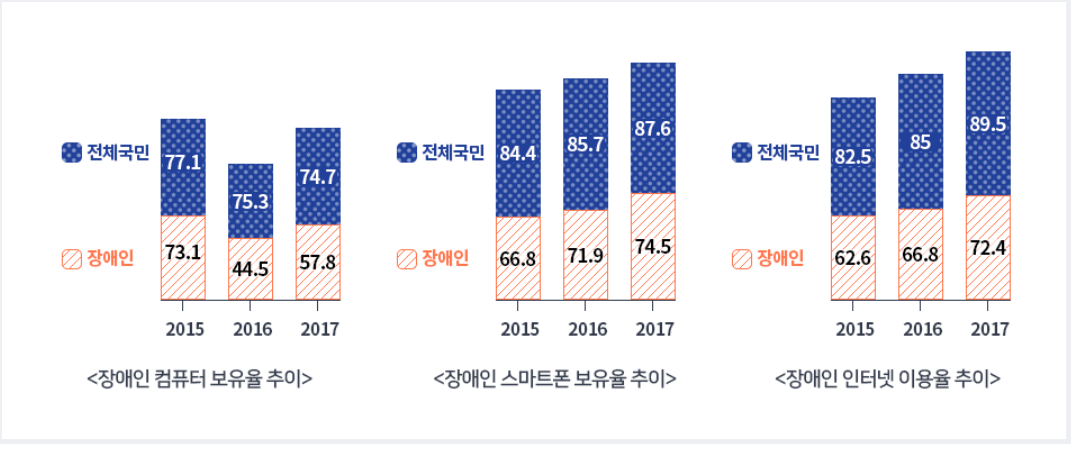 전체국민
77.1
75.3
74.7
장애인
73.1
44.5
57.8
2015 2016 2017
<장애인 컴퓨터 보유율 추이>
전체국민
84.4
85.7
87.6
장애인
66.8
71.9
74.5
2015 2016 2017
<장애인 스마트폰 보유율 추이>
전체국민
82.5
85
89.5
장애인
62.6
66.8
72.4
2015 2016 2017
<장애인 인터넷 이용율 추이>